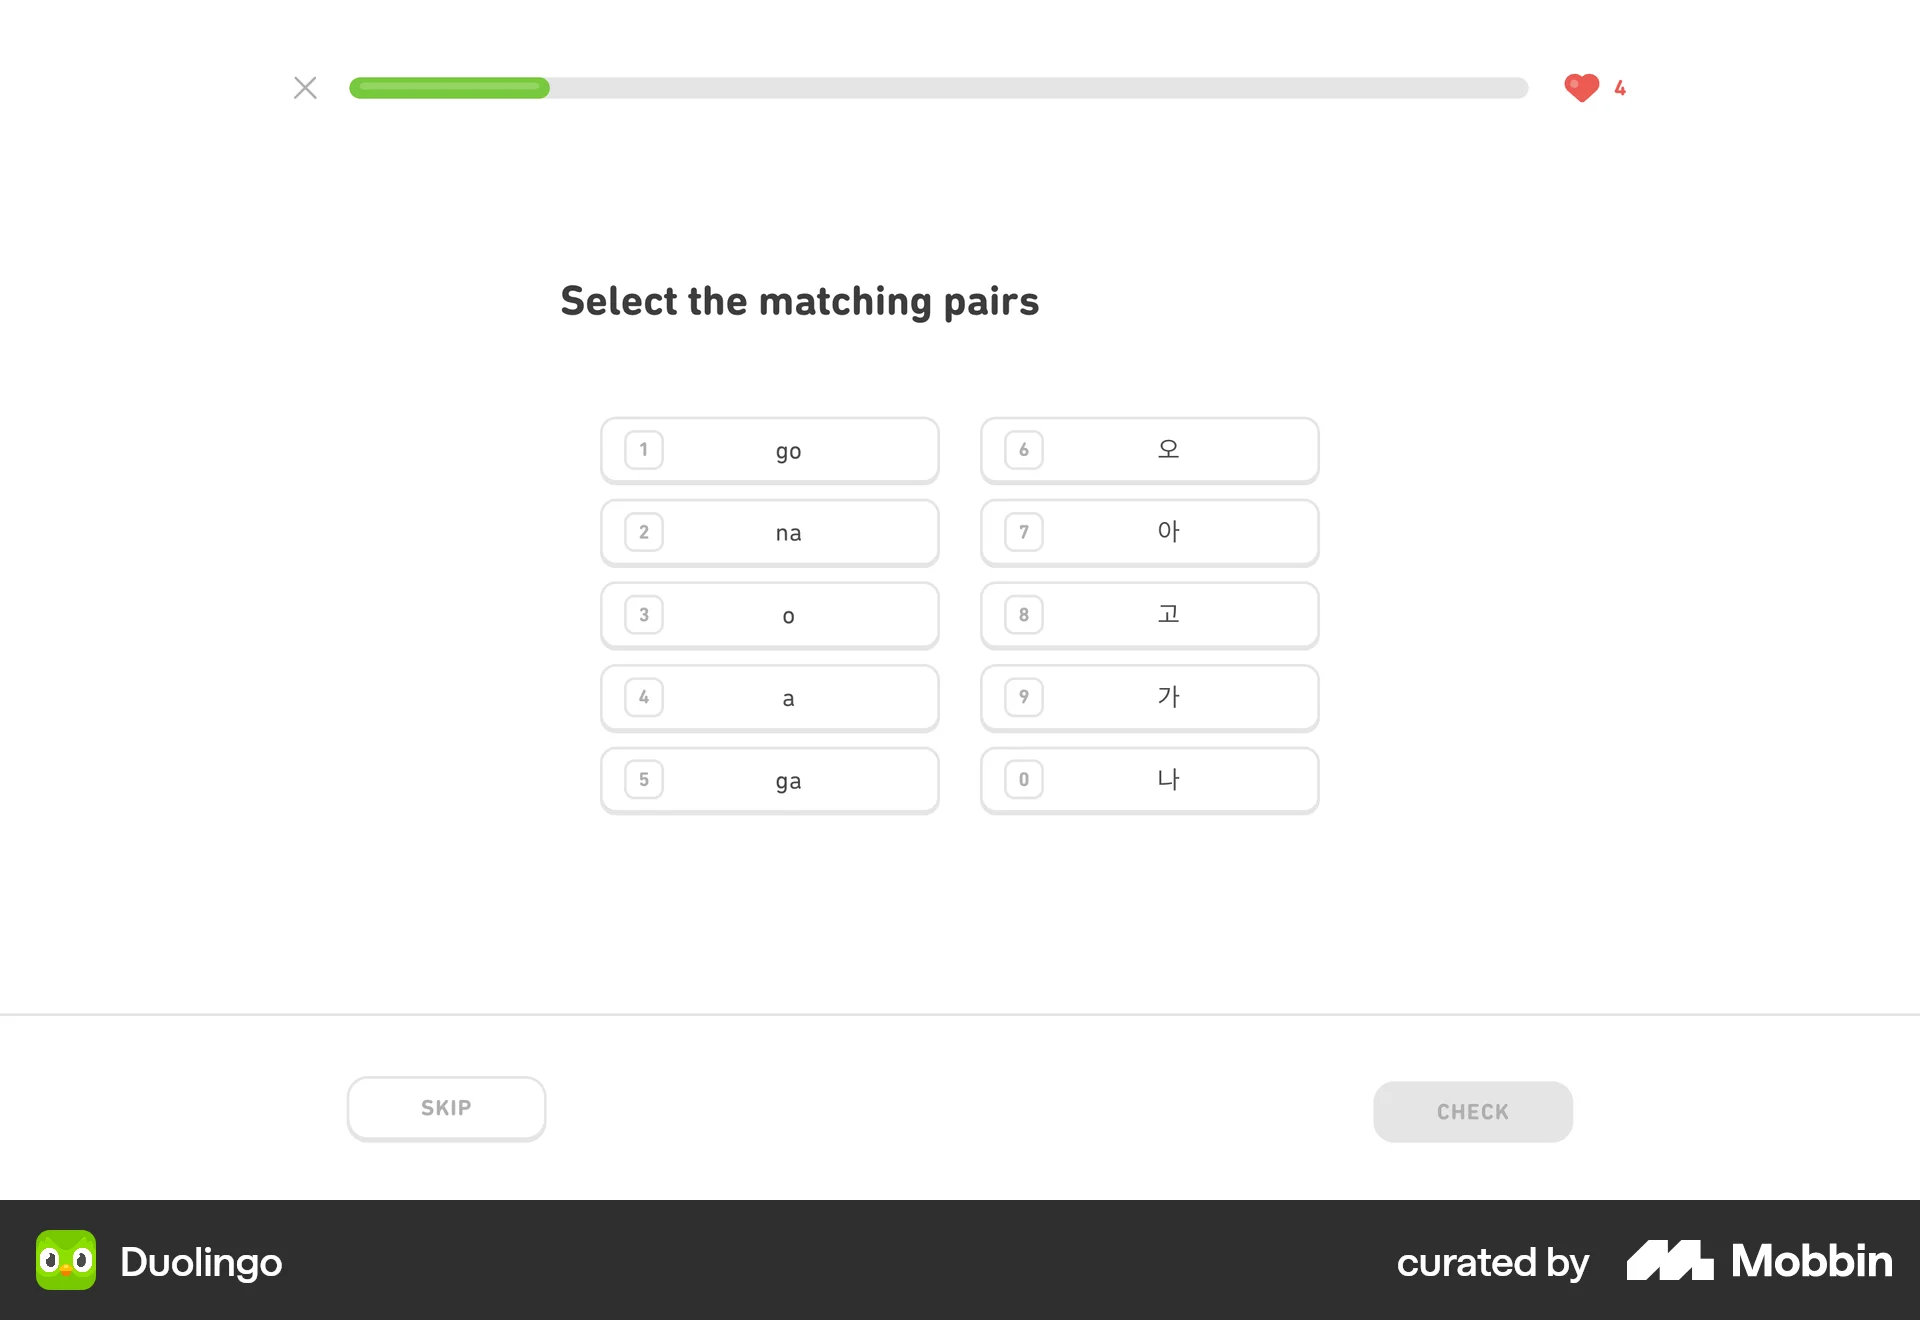 4
Select the matching pairs
1 go
6 오
2 na
7 아
3 o
8 고
4 a
9 가
5 ga
0 나
SKIP
CHECK
Duolingo
curated by Mobbin